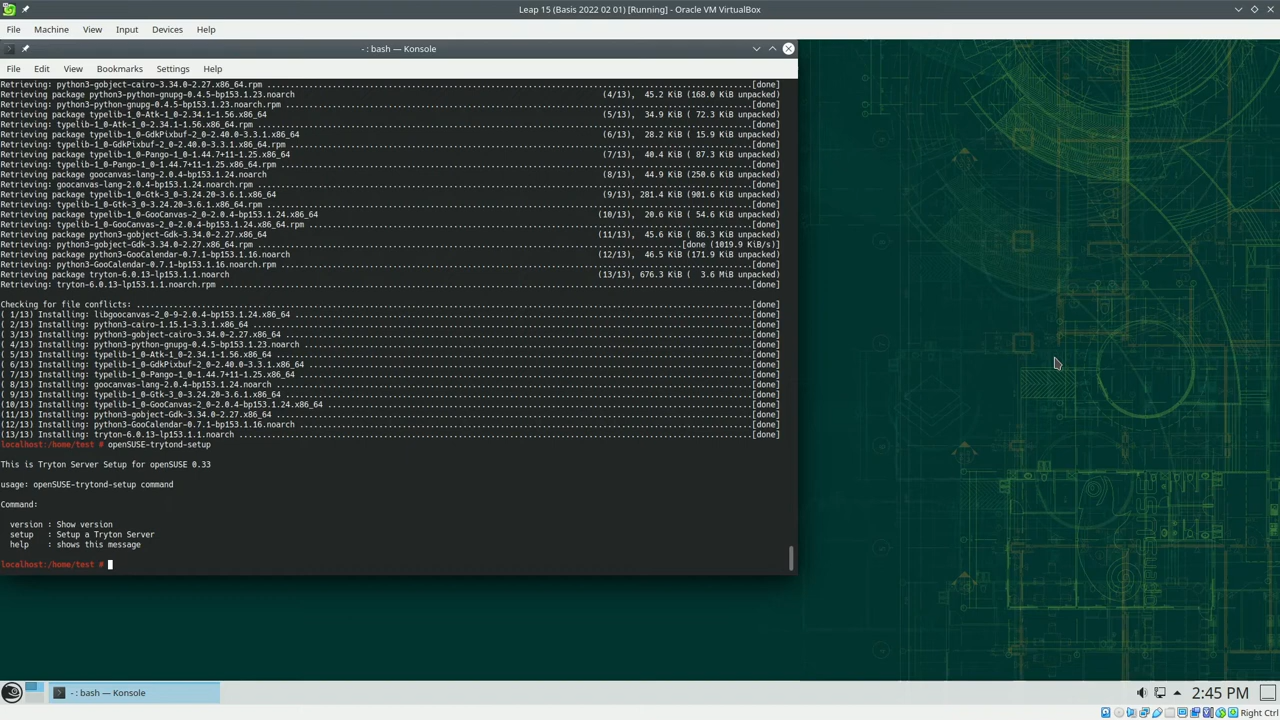 Leap 15 (Basis 2022 02 01) [Running] - Oracle VM VirtualBox
File Machine View Input Devices Help
- : bash — Konsole
File Edit View Bookmarks Settings Help
Retrieving: python3-gobject-cairo-3.34.0-2.27.x86_64.rpm ...[done]
Retrieving package python3-python-gnupg-0.4.5-bp153.1.23.noarch (4/13), 45.2 KiB (168.0 KiB unpacked)
Retrieving: python3-python-gnupg-0.4.5-bp153.1.23.noarch.rpm ...[done]
Retrieving package typelib-1_0-Atk-1_0-2.34.1-1.56.x86_64 (5/13), 34.9 KiB ( 72.3 KiB unpacked)
Retrieving: typelib-1_0-Atk-1_0-2.34.1-1.56.x86_64.rpm ...[done]
Retrieving package typelib-1_0-GdkPixbuf-2_0-2.40.0-3.3.1.x86_64 (6/13), 28.2 KiB ( 15.9 KiB unpacked)
Retrieving: typelib-1_0-GdkPixbuf-2_0-2.40.0-3.3.1.x86_64.rpm ...[done]
Retrieving package typelib-1_0-Pango-1_0-1.44.7+11-1.25.x86_64 (7/13), 40.4 KiB ( 87.3 KiB unpacked)
Retrieving: typelib-1_0-Pango-1_0-1.44.7+11-1.25.x86_64.rpm ...[done]
Retrieving package goocanvas-lang-2.0.4-bp153.1.24.noarch (8/13), 44.9 KiB (250.6 KiB unpacked)
Retrieving: goocanvas-lang-2.0.4-bp153.1.24.noarch.rpm ...[done]
Retrieving package typelib-1_0-Gtk-3_0-3.24.20-3.6.1.x86_64 (9/13), 281.4 KiB (901.6 KiB unpacked)
Retrieving: typelib-1_0-Gtk-3_0-3.24.20-3.6.1.x86_64.rpm ...[done]
Retrieving package typelib-1_0-GooCanvas-2_0-2.0.4-bp153.1.24.x86_64 (10/13), 20.6 KiB ( 54.6 KiB unpacked)
Retrieving: typelib-1_0-GooCanvas-2_0-2.0.4-bp153.1.24.x86_64.rpm ...[done]
Retrieving package python3-gobject-Gdk-3.34.0-2.27.x86_64 (11/13), 45.6 KiB ( 86.3 KiB unpacked)
Retrieving: python3-gobject-Gdk-3.34.0-2.27.x86_64.rpm ...[done (1019.9 KiB/s)]
Retrieving package python3-GooCalendar-0.7.1-bp153.1.16.noarch (12/13), 46.5 KiB (171.9 KiB unpacked)
Retrieving: python3-GooCalendar-0.7.1-bp153.1.16.noarch.rpm ...[done]
Retrieving package tryton-6.0.13-lp153.1.1.noarch (13/13), 676.3 KiB ( 3.6 MiB unpacked)
Retrieving: tryton-6.0.13-lp153.1.1.noarch.rpm ...[done]
Checking for file conflicts: ...[done]
( 1/13) Installing: libgoocanvas-2_0-9-2.0.4-bp153.1.24.x86_64 ...[done]
( 2/13) Installing: python3-cairo-1.15.1-3.3.1.x86_64 ...[done]
( 3/13) Installing: python3-gobject-cairo-3.34.0-2.27.x86_64 ...[done]
( 4/13) Installing: python3-python-gnupg-0.4.5-bp153.1.23.noarch ...[done]
( 5/13) Installing: typelib-1_0-Atk-1_0-2.34.1-1.56.x86_64 ...[done]
( 6/13) Installing: typelib-1_0-GdkPixbuf-2_0-2.40.0-3.3.1.x86_64 ...[done]
( 7/13) Installing: typelib-1_0-Pango-1_0-1.44.7+11-1.25.x86_64 ...[done]
( 8/13) Installing: goocanvas-lang-2.0.4-bp153.1.24.noarch ...[done]
( 9/13) Installing: typelib-1_0-Gtk-3_0-3.24.20-3.6.1.x86_64 ...[done]
(10/13) Installing: typelib-1_0-GooCanvas-2_0-2.0.4-bp153.1.24.x86_64 ...[done]
(11/13) Installing: python3-gobject-Gdk-3.34.0-2.27.x86_64 ...[done]
(12/13) Installing: python3-GooCalendar-0.7.1-bp153.1.16.noarch ...[done]
(13/13) Installing: tryton-6.0.13-lp153.1.1.noarch ...[done]
localhost:/home/test # openSUSE-trytond-setup
This is Tryton Server Setup for openSUSE 0.33
usage: openSUSE-trytond-setup command
Command:
version : Show version
setup : Setup a Tryton Server
help : shows this message
localhost:/home/test #
- : bash — Konsole
2:45 PM
Right Ctrl